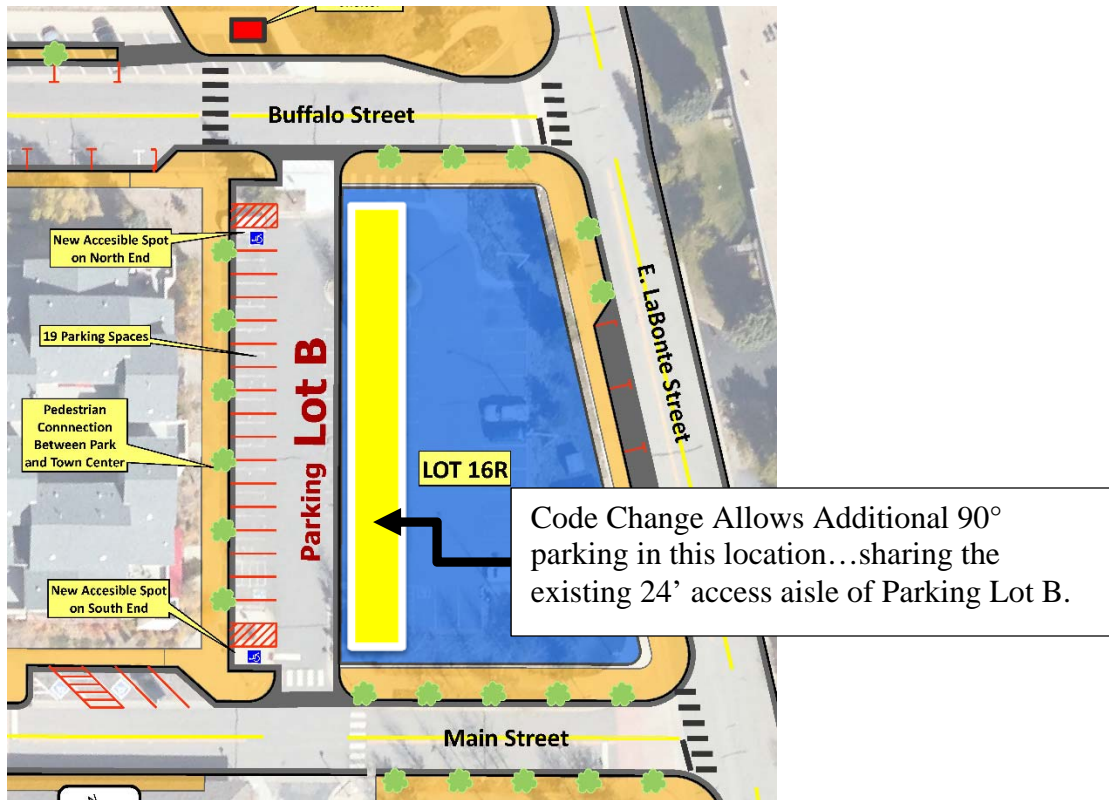 Buffalo Street
New Accesible Spot
on North End
19 Parking Spaces
Pedestrian
Connnection
Between Park
and Town Center
New Accessible Spot
on South End
Parking Lot B
LOT 16R
E. LaBonte Street
Code Change Allows Additional 90°
parking in this location…sharing the
existing 24’ access aisle of Parking Lot B.
Main Street